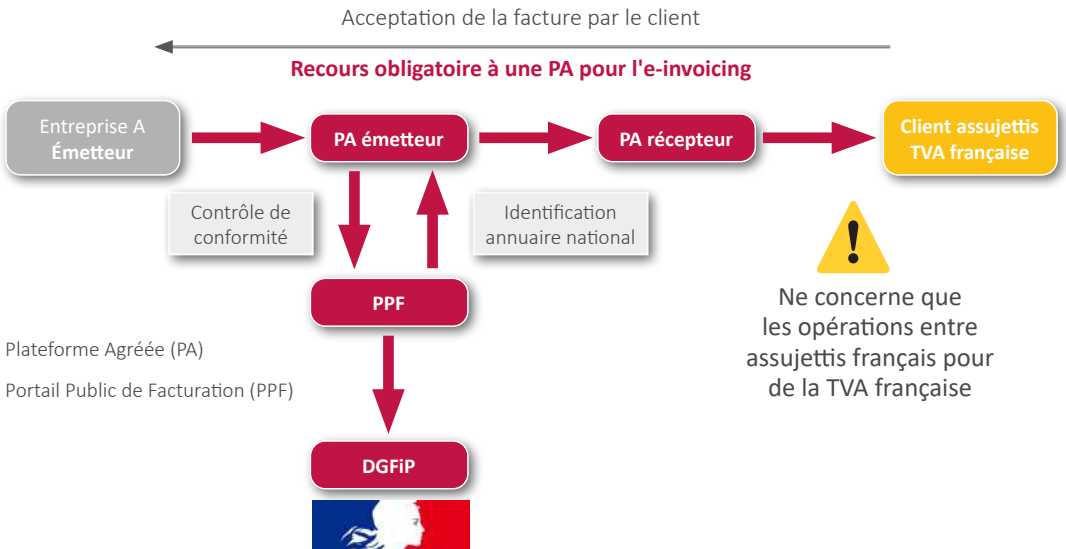 Acceptation de la facture par le client
Recours obligatoire à une PA pour l'e-invoicing
Entreprise A
Émetteur
PA émetteur
PA récepteur
Client assujettis
TVA française
Contrôle de
conformité
Identification
annuaire national
!
PPF
Ne concerne que
les opérations entre
assujettis français pour
de la TVA française
Plateforme Agréée (PA)
Portail Public de Facturation (PPF)
DGFiP